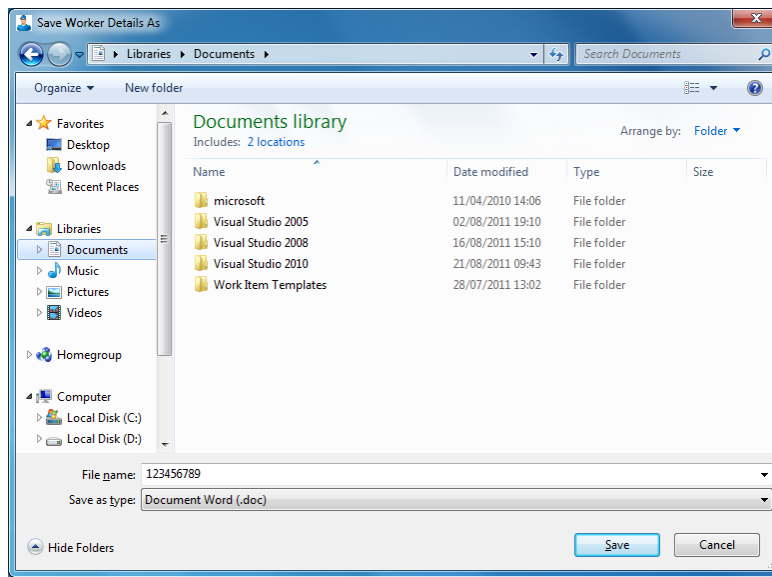 Save Worker Details As
Libraries Documents
Search Documents
Organize New folder
Favorites
Desktop
Downloads
Recent Places
Libraries
Documents
Music
Pictures
Videos
Homegroup
Computer
Local Disk (C:)
Local Disk (D:)
Documents library
Includes: 2 locations
Arrange by: Folder
Name Date modified Type Size
microsoft 11/04/2010 14:06 File folder
Visual Studio 2005 02/08/2011 19:10 File folder
Visual Studio 2008 16/08/2011 15:10 File folder
Visual Studio 2010 21/08/2011 09:43 File folder
Work Item Templates 28/07/2011 13:02 File folder
File name: 123456789
Save as type: Document Word (.doc)
Hide Folders
Save
Cancel